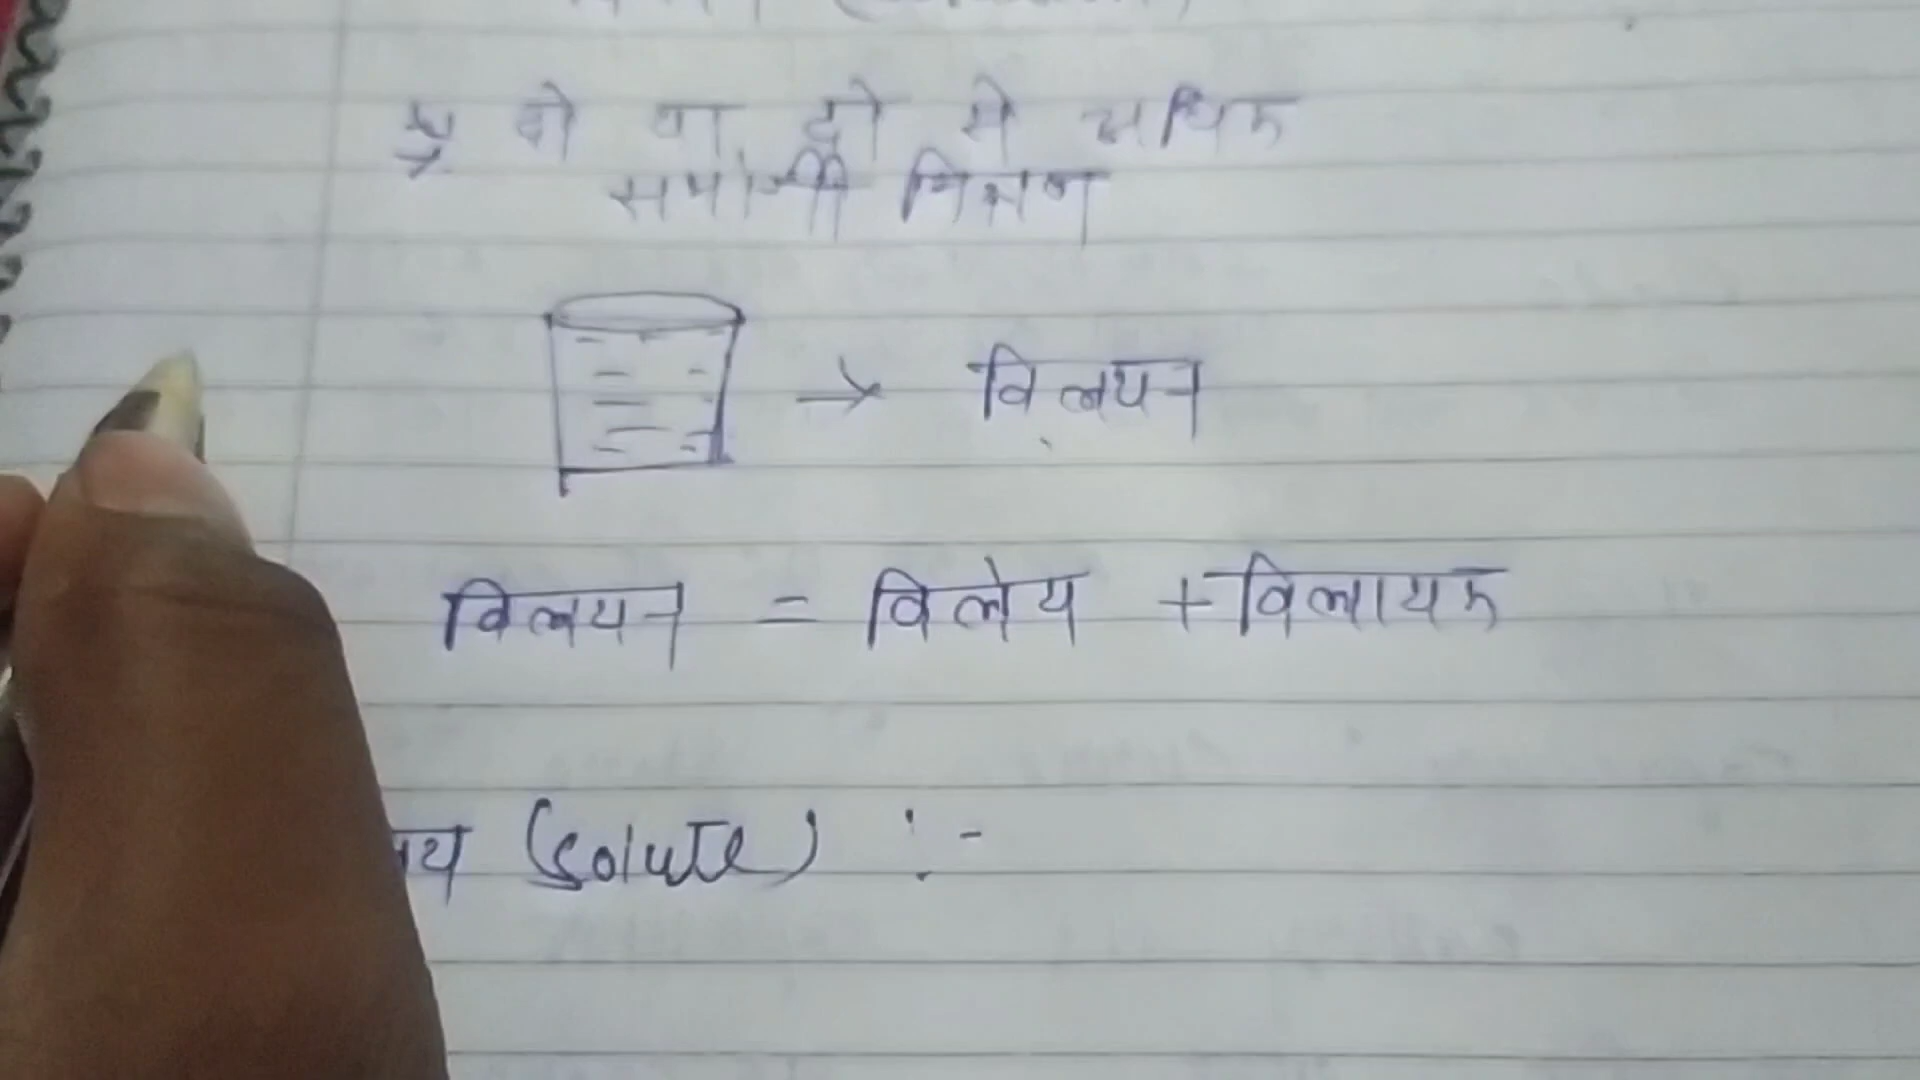 दो या दो से अधिक
समांगी मिश्रण
→ विलयन
विलयन = विलेय + विलायक
य (Solute) :-